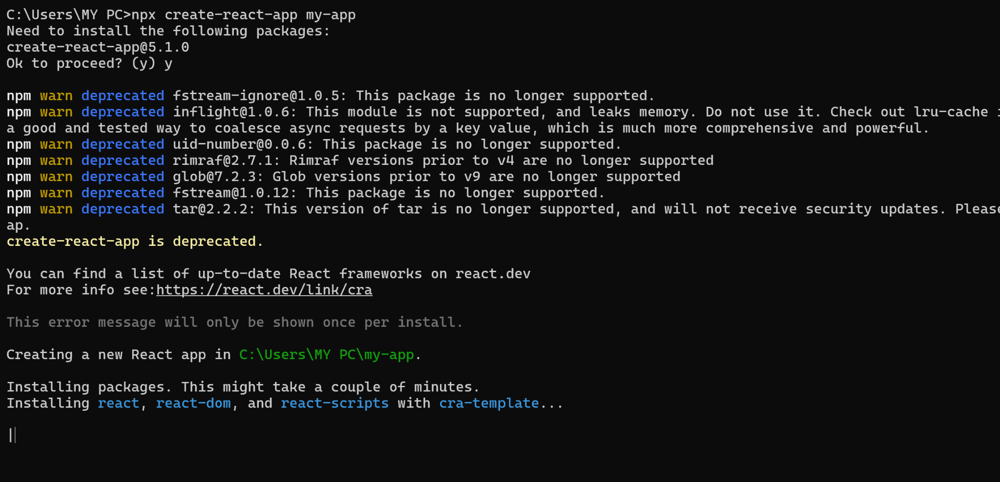 C:\Users\MY PC>npx create-react-app my-app
Need to install the following packages:
create-react-app@5.1.0
Ok to proceed? (y) y
npm warn deprecated fstream-ignore@1.0.5: This package is no longer supported.
npm warn deprecated inflight@1.0.6: This module is not supported, and leaks memory. Do not use it. Check out lru-cache
a good and tested way to coalesce async requests by a key value, which is much more comprehensive and powerful.
npm warn deprecated uid-number@0.0.6: This package is no longer supported.
npm warn deprecated rimraf@2.7.1: Rimraf versions prior to v4 are no longer supported
npm warn deprecated glob@7.2.3: Glob versions prior to v9 are no longer supported
npm warn deprecated fstream@1.0.12: This package is no longer supported.
npm warn deprecated tar@2.2.2: This version of tar is no longer supported, and will not receive security updates. Please
ap.
create-react-app is deprecated.
You can find a list of up-to-date React frameworks on react.dev
For more info see:https://react.dev/link/cra
This error message will only be shown once per install.
Creating a new React app in C:\Users\MY PC\my-app.
Installing packages. This might take a couple of minutes.
Installing react, react-dom, and react-scripts with cra-template...
|